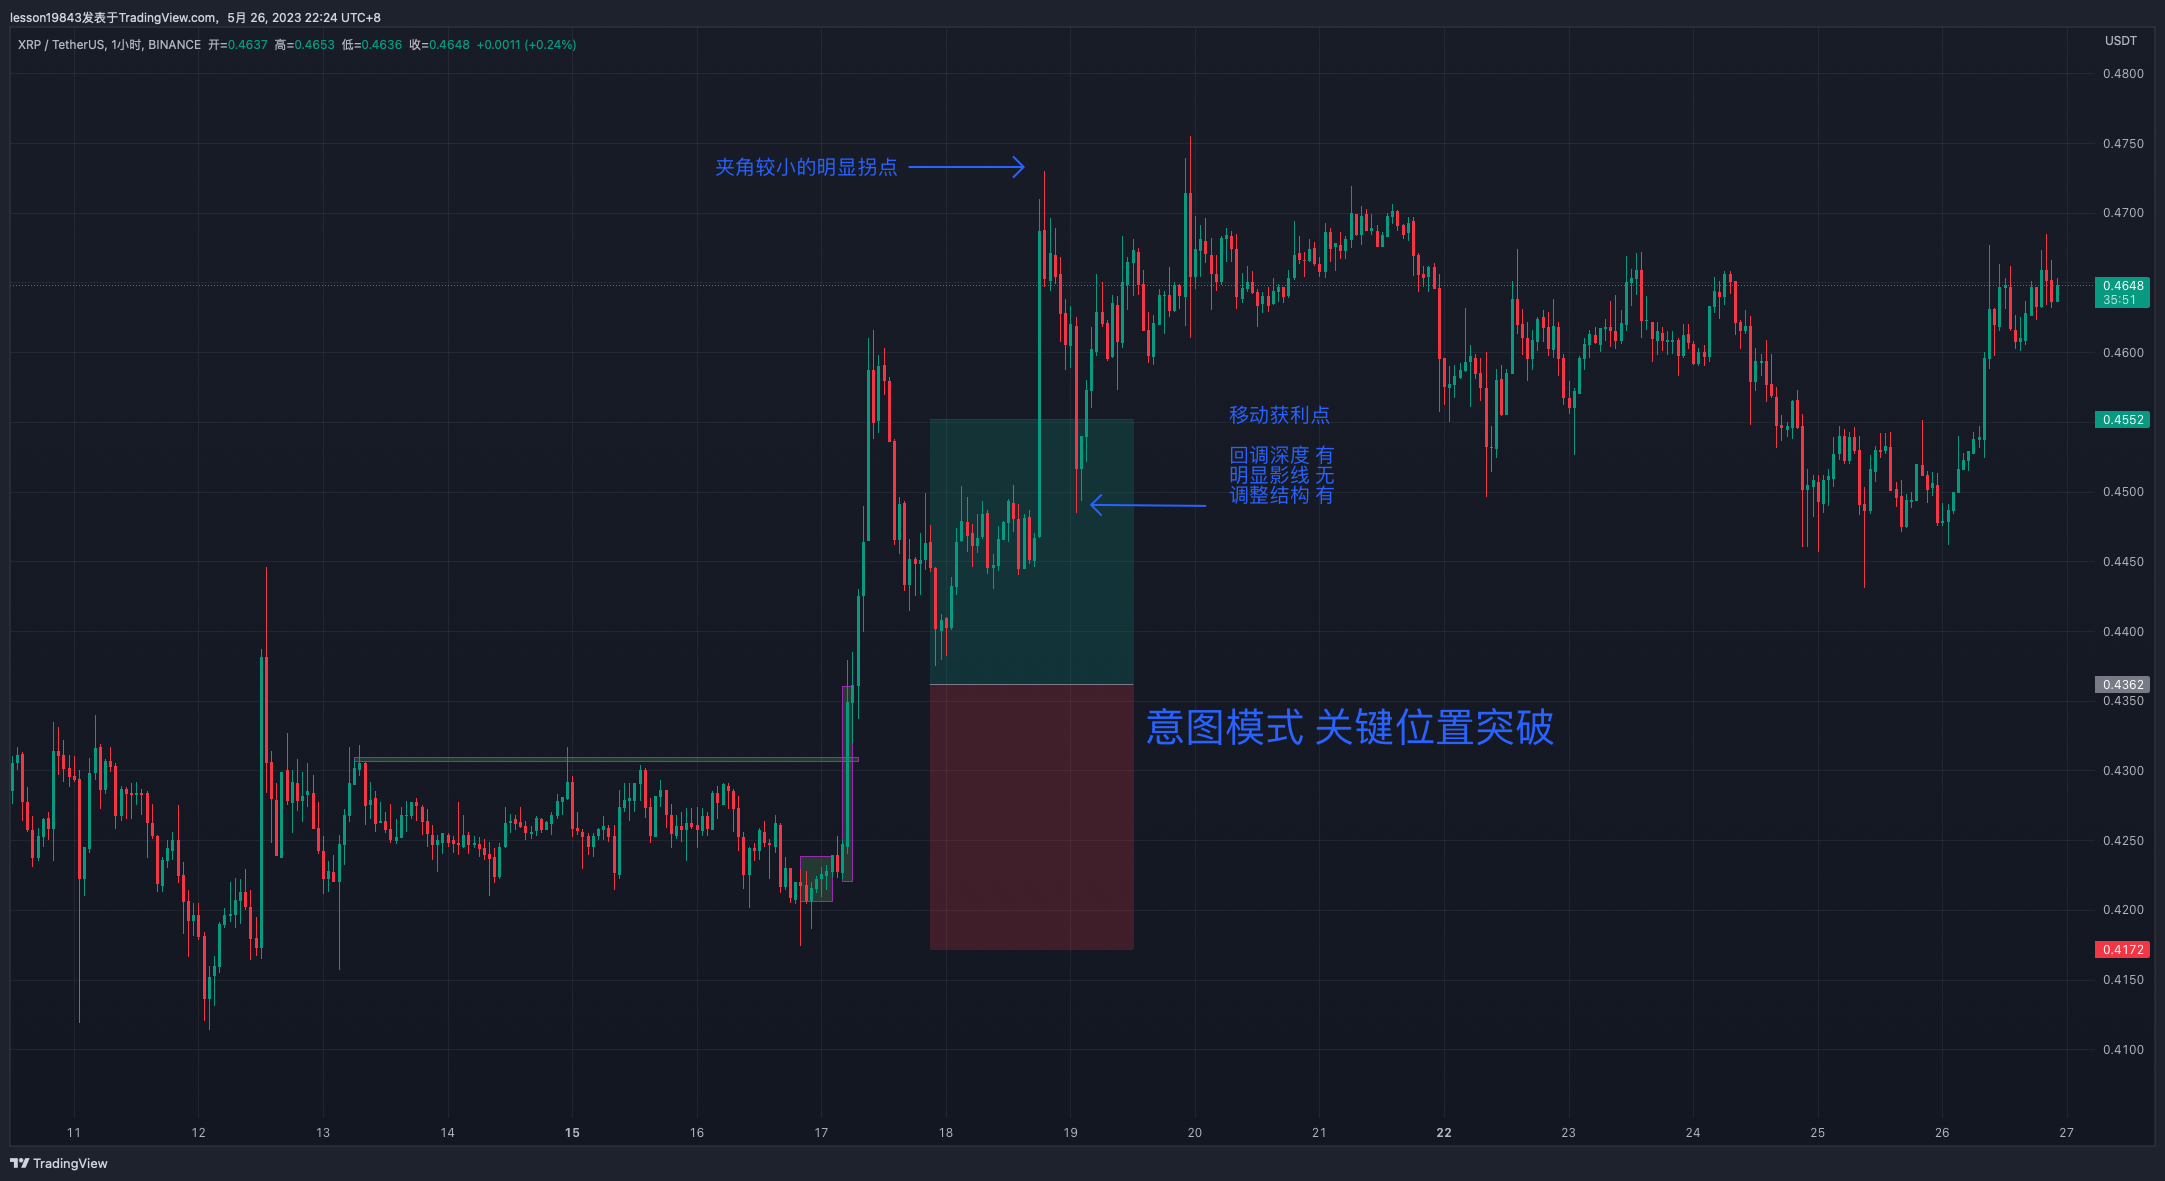 lesson19843发表于TradingView.com, 5月 26, 2023 22:24 UTC+8
XRP / TetherUS, 1小时, BINANCE 开=0.4637 高=0.4653 低=0.4636 收=0.4648 +0.0011 (+0.24%)
USDT
0.4800
0.4750
夹角较小的明显拐点
0.4700
0.4648
35:51
0.4600
移动获利点
0.4552
回调深度 有
明显影线 无
调整结构 有
0.4500
0.4450
0.4400
0.4362
0.4350
意图模式 关键位置突破
0.4300
0.4250
0.4200
0.4172
0.4150
0.4100
11 12 13 14 15 16 17 18 19 20 21 22 23 24 25 26 27
TradingView